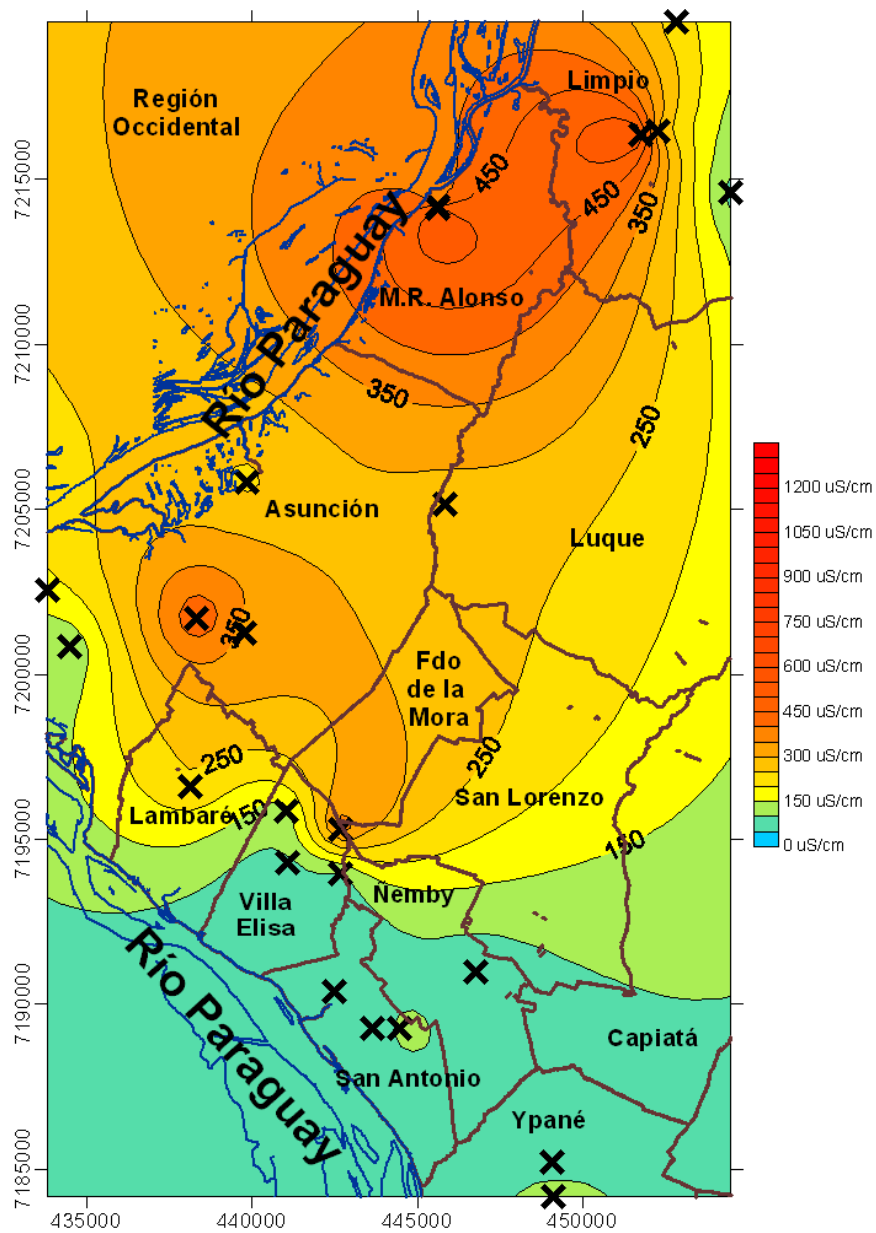 Región
Occidental
Limpio
7215000
450
450
350
Río Paraguay
M.R. Alonso
7210000
350
250
Asunción
7205000
Luque
1200 uS/cm
1050 uS/cm
900 uS/cm
750 uS/cm
600 uS/cm
450 uS/cm
300 uS/cm
150 uS/cm
0 uS/cm
350
7200000
Fdo
de la
Mora
250
250
San Lorenzo
Lambaré
150
150
7195000
Ñemby
Villa
Elisa
Río Paraguay
7190000
Capiatá
San Antonio
Ypané
7185000
435000 440000 445000 450000